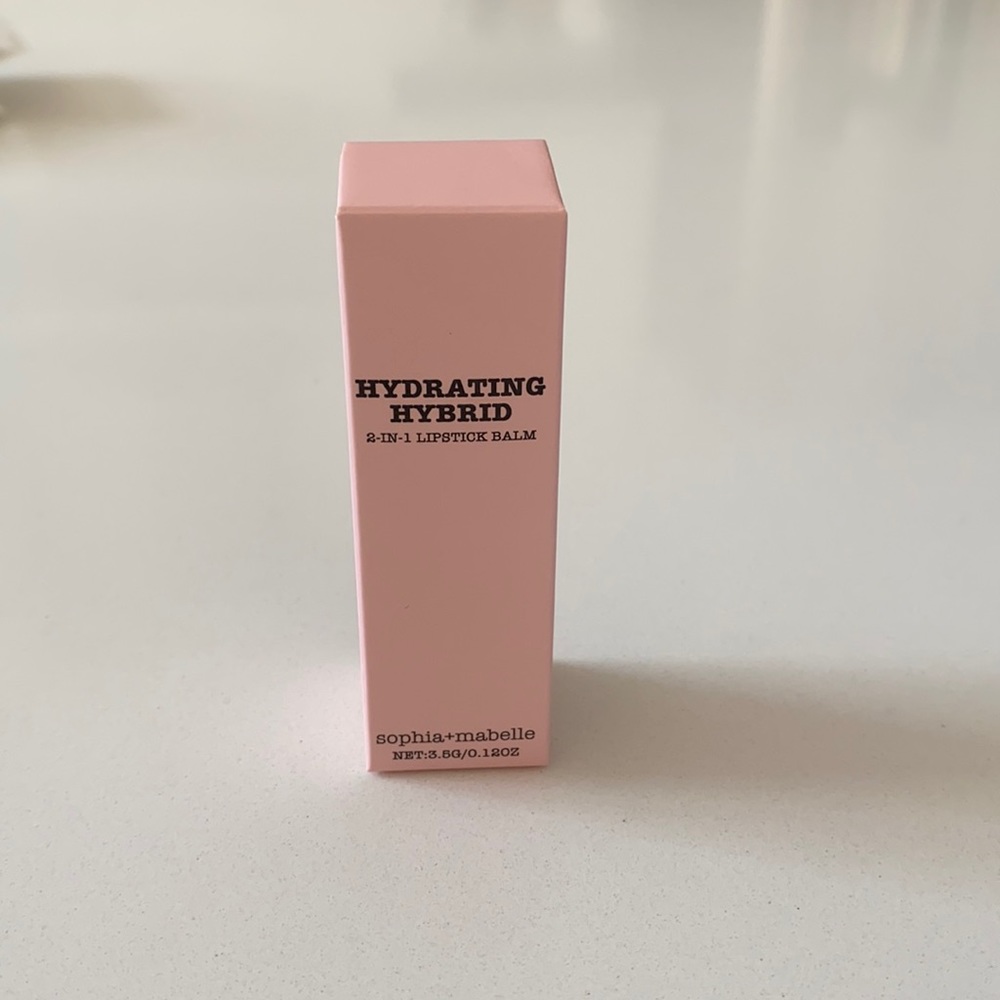 HYDRATING
HYBRID
2-IN-1 LIPSTICK BALM
sophia+mabelle
NET:3.5G/0.12OZ